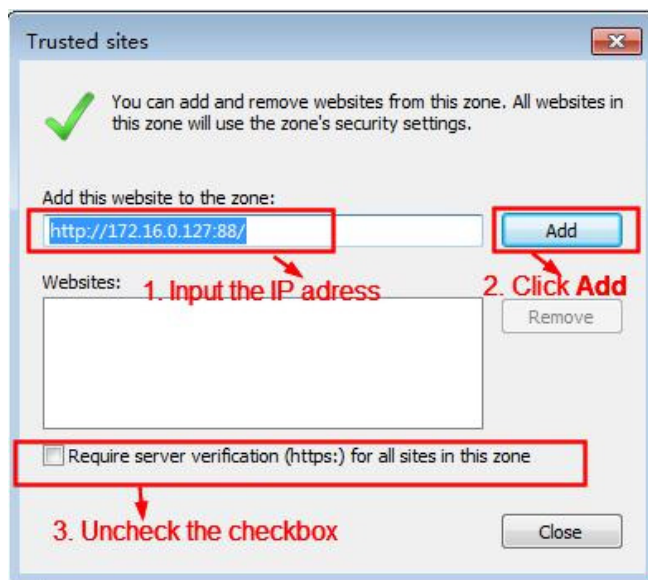 Trusted sites
You can add and remove websites from this zone. All websites in
this zone will use the zone's security settings.
Add this website to the zone:
http://172.16.0.127:88/
Add
Websites:
1. Input the IP adress
2. Click Add
Remove
Require server verification (https:) for all sites in this zone
3. Uncheck the checkbox
Close